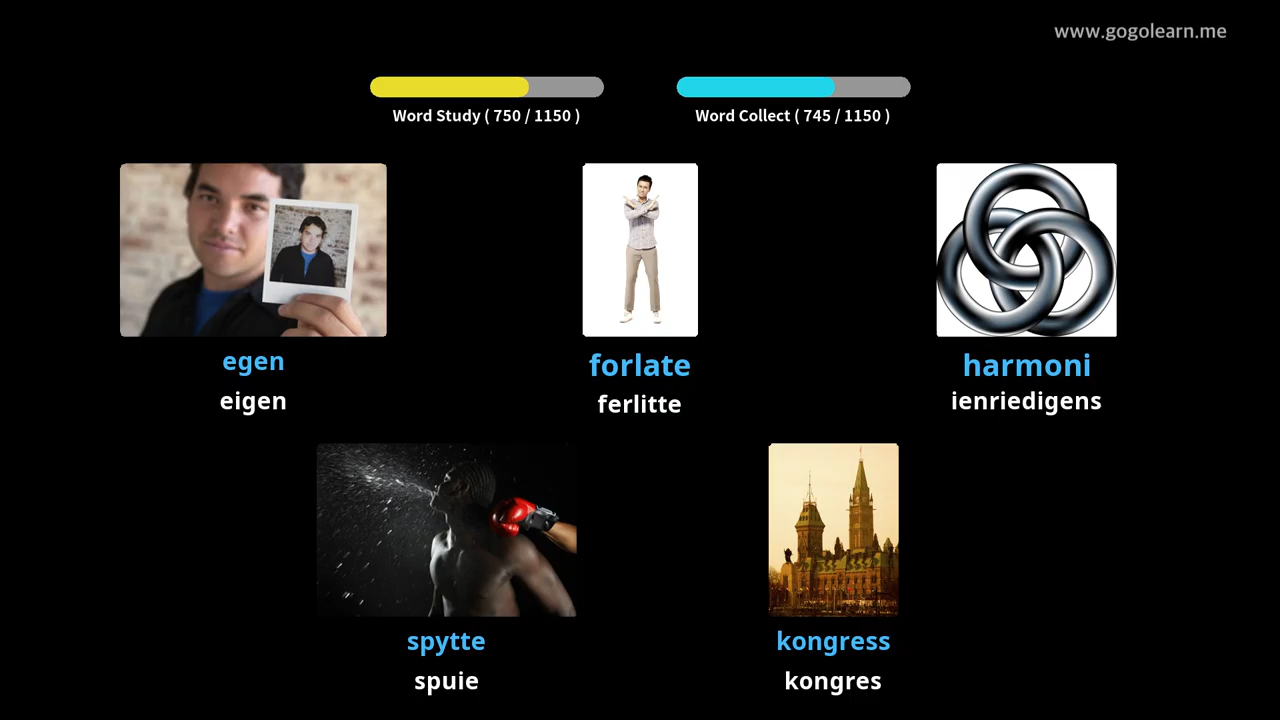 www.gogolearn.me
Word Study ( 750 / 1150 )
Word Collect ( 745 / 1150 )
egen
eigen
forlate
ferlitte
harmoni
ienriedigens
spytte
spuie
kongress
kongres